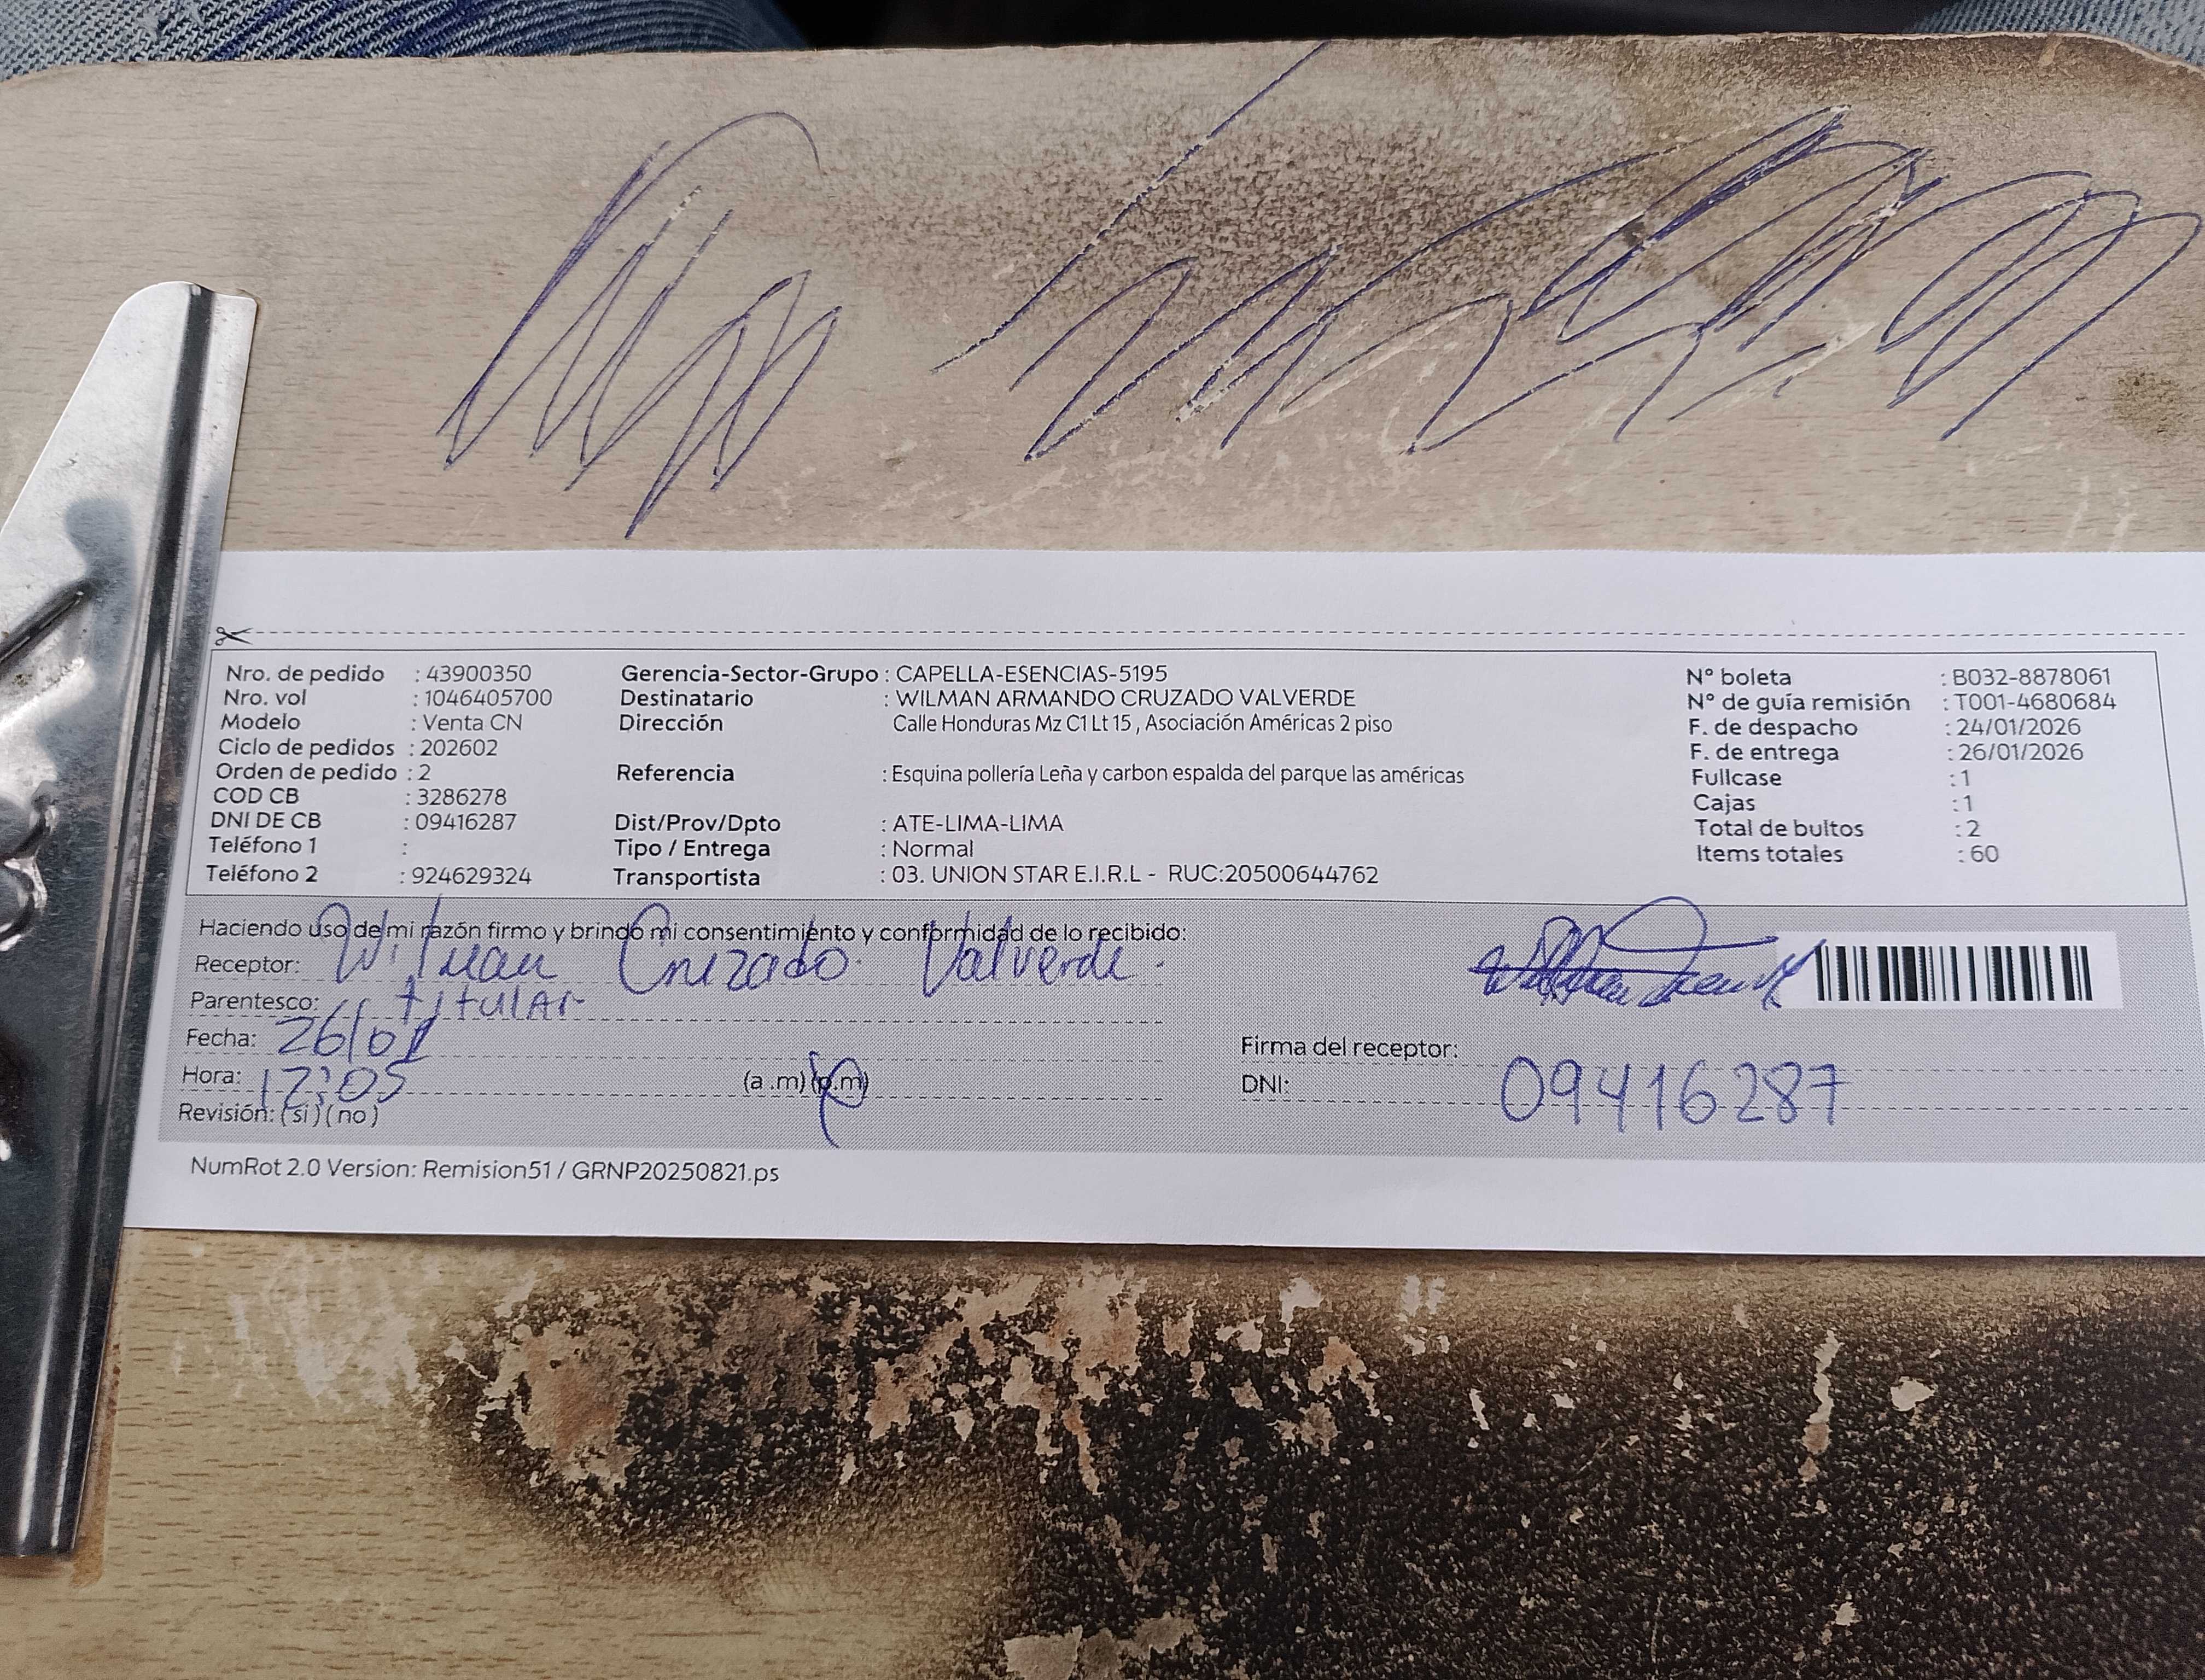 Nro. de pedido : 43900350 Gerencia-Sector-Grupo : CAPELLA-ESENCIAS-5195 N° boleta : B032-8878061
Nro. vol : 1046405700 Destinatario : WILMAN ARMANDO CRUZADO VALVERDE N° de guía remisión : T001-4680684
Modelo : Venta CN Dirección Calle Honduras Mz C1 Lt 15 , Asociación Américas 2 piso F. de despacho : 24/01/2026
Ciclo de pedidos : 202602 F. de entrega : 26/01/2026
Orden de pedido : 2 Referencia : Esquina pollería Leña y carbon espalda del parque las américas Fullcase : 1
COD CB : 3286278 Cajas : 1
DNI DE CB : 09416287 Dist/Prov/Dpto : ATE-LIMA-LIMA Total de bultos : 2
Teléfono 1 : Tipo / Entrega : Normal Items totales : 60
Teléfono 2 : 924629324 Transportista : 03. UNION STAR E.I.R.L - RUC:20500644762
Haciendo uso de mi razón firmo y brindo mi consentimiento y conformidad de lo recibido:
Receptor: Wilman Cruzado Valverde
Parentesco: titular
Fecha: 26/01 Firma del receptor:
Hora: 12:05 (a .m) (p.m) DNI: 09416287
Revisión: ( si ) ( no )
NumRot 2.0 Version: Remision51 / GRNP20250821.ps